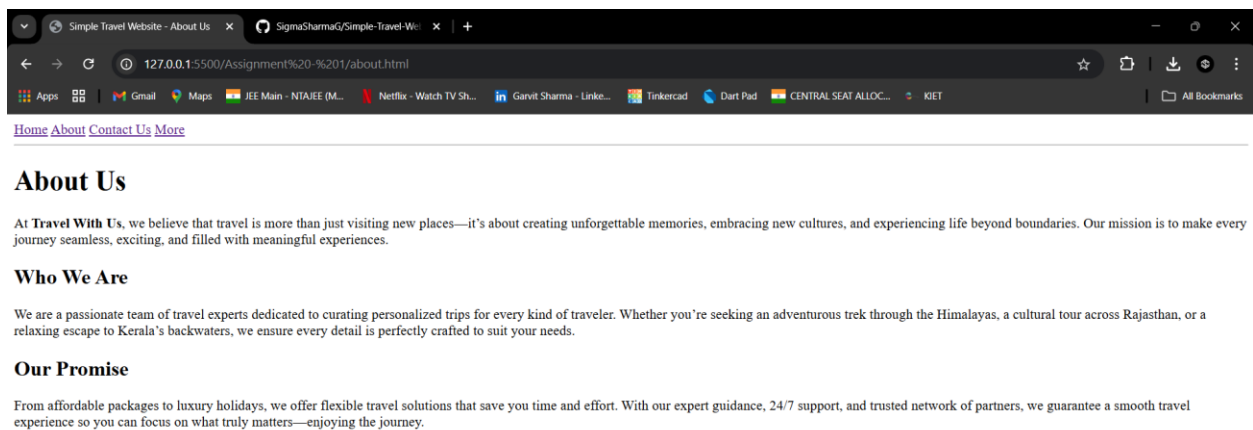 Simple Travel Website - About Us
SigmaSharmaG/Simple-Travel-We
127.0.0.1:5500/Assignment%20-%201/about.html
Apps Gmail Maps JEE Main - NTAJEE (M... Netflix - Watch TV Sh... in Garvit Sharma - Linke... Tinkercad Dart Pad CENTRAL SEAT ALLOC... KIET All Bookmarks
Home About Contact Us More
About Us
At Travel With Us, we believe that travel is more than just visiting new places—it’s about creating unforgettable memories, embracing new cultures, and experiencing life beyond boundaries. Our mission is to make every
journey seamless, exciting, and filled with meaningful experiences.
Who We Are
We are a passionate team of travel experts dedicated to curating personalized trips for every kind of traveler. Whether you’re seeking an adventurous trek through the Himalayas, a cultural tour across Rajasthan, or a
relaxing escape to Kerala’s backwaters, we ensure every detail is perfectly crafted to suit your needs.
Our Promise
From affordable packages to luxury holidays, we offer flexible travel solutions that save you time and effort. With our expert guidance, 24/7 support, and trusted network of partners, we guarantee a smooth travel
experience so you can focus on what truly matters—enjoying the journey.